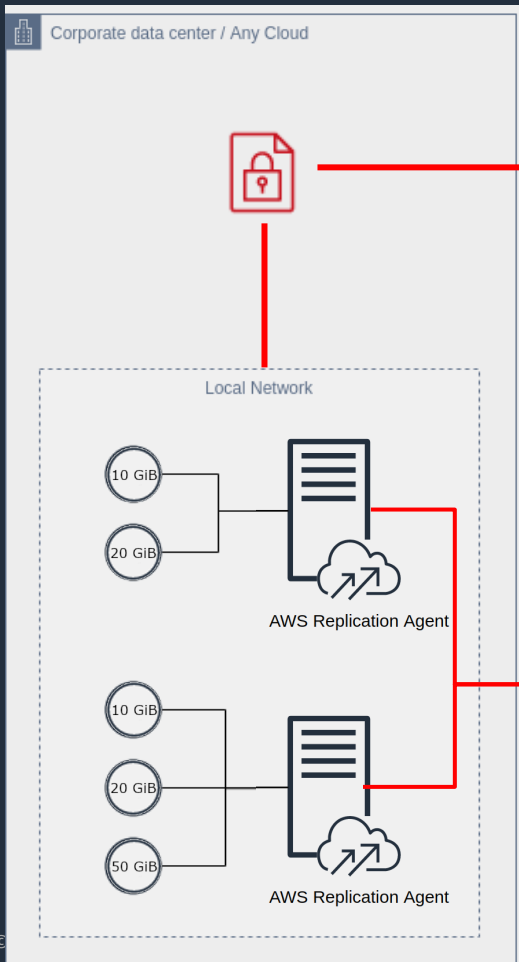 Corporate data center / Any Cloud
Local Network
10 GiB
20 GiB
AWS Replication Agent
10 GiB
20 GiB
50 GiB
AWS Replication Agent